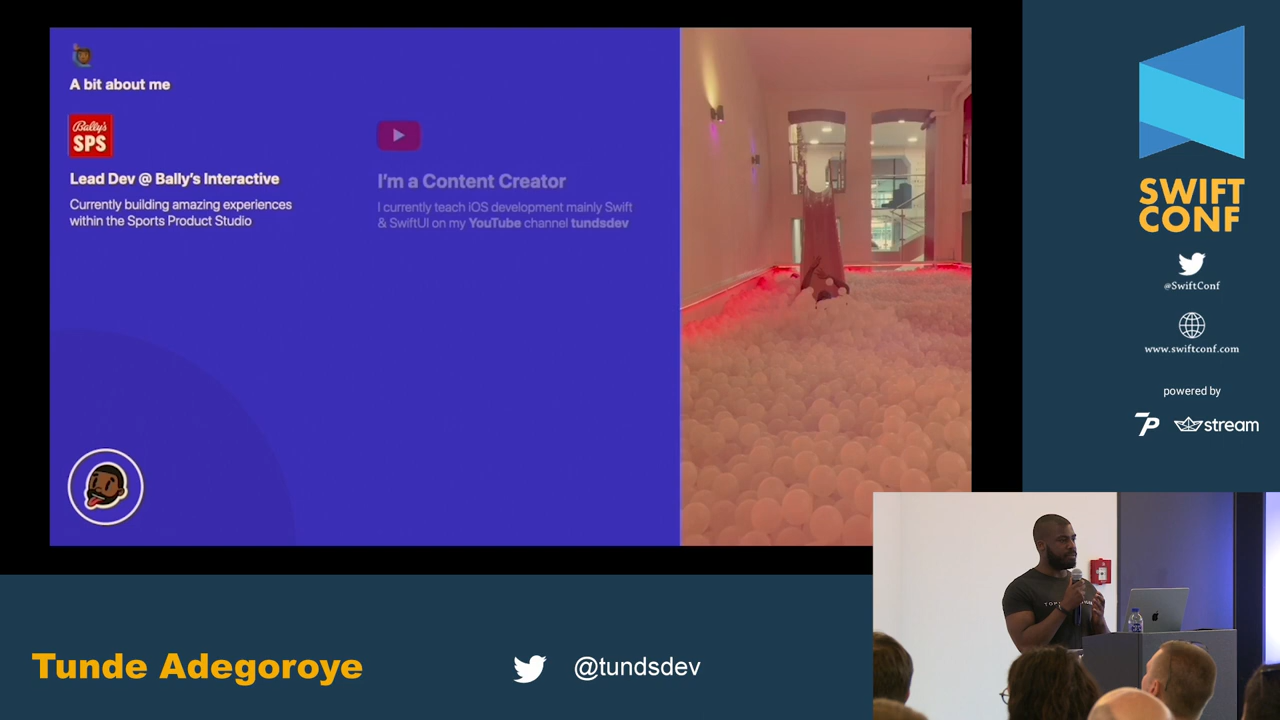 A bit about me
Bally's
SPS
Lead Dev @ Bally's Interactive
Currently building amazing experiences
within the Sports Product Studio
I'm a Content Creator
I currently teach iOS development mainly Swift
& SwiftUI on my YouTube channel tundsdev
SWIFT
CONF
@SwiftConf
www.swiftconf.com
powered by
7P
stream
Tunde Adegoroye
@tundsdev